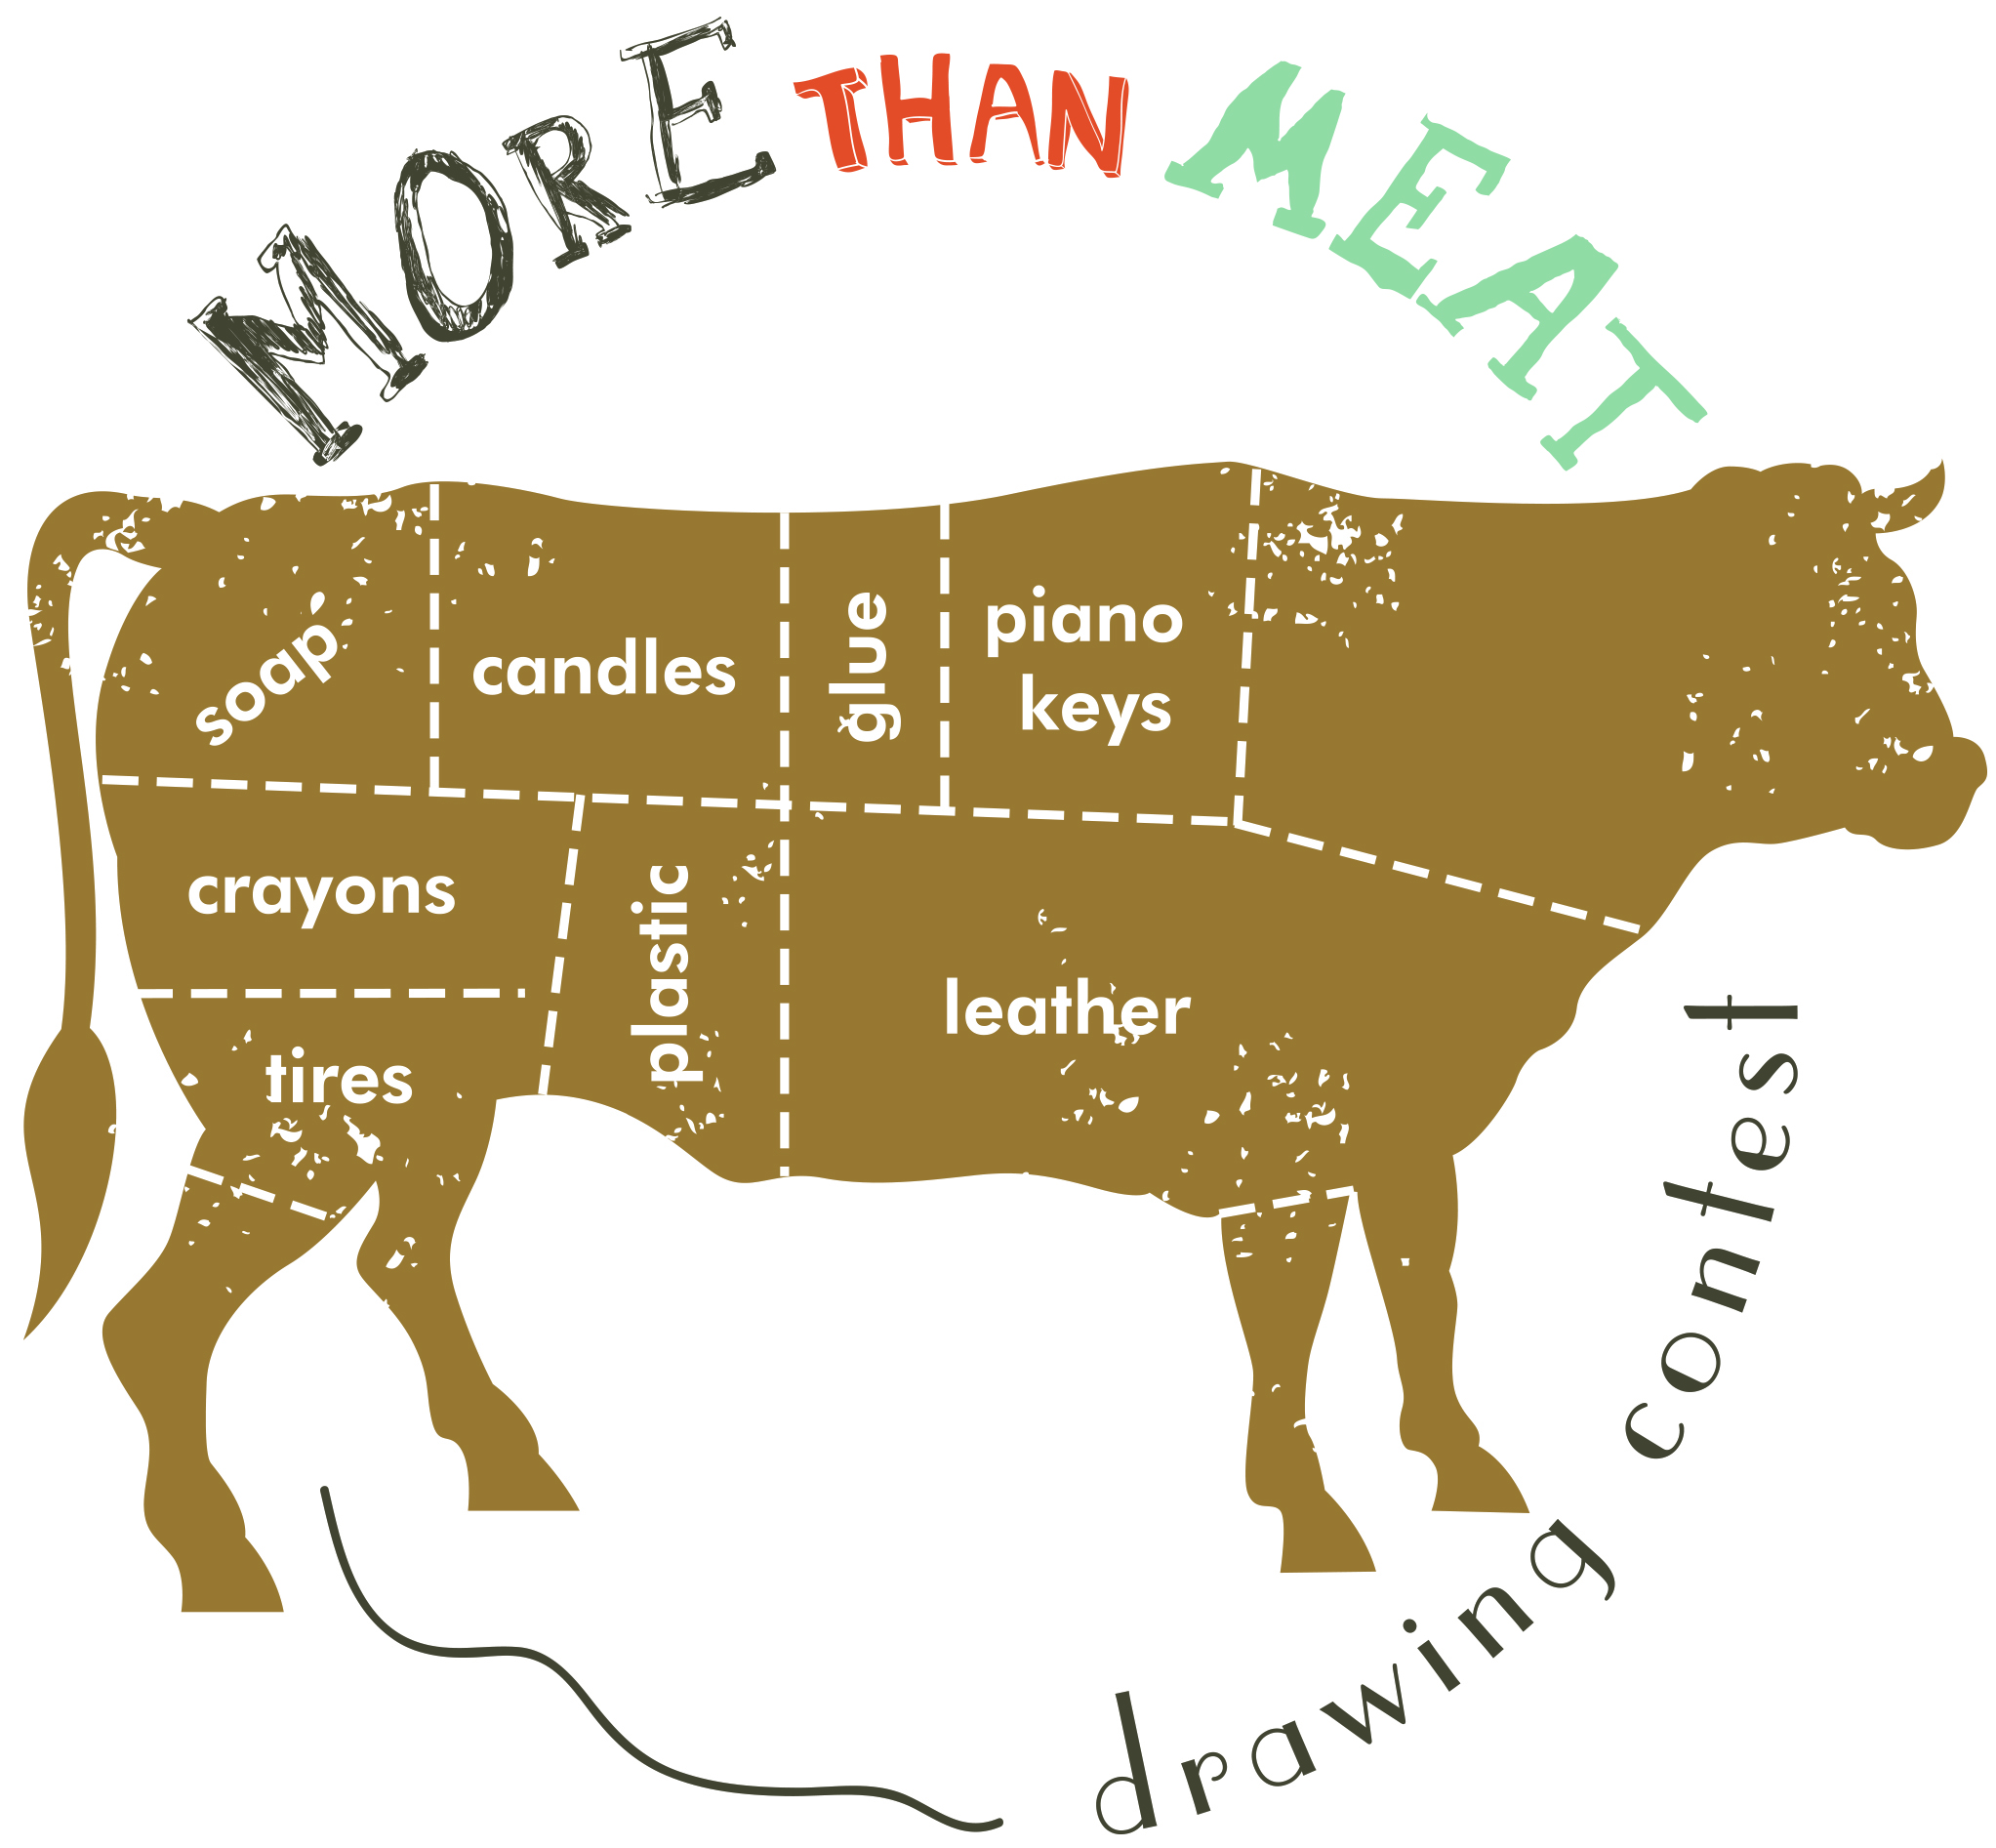 MORE THAN MEAT
soap
candles
glue
piano
keys
crayons
plastic
leather
tires
drawing contest